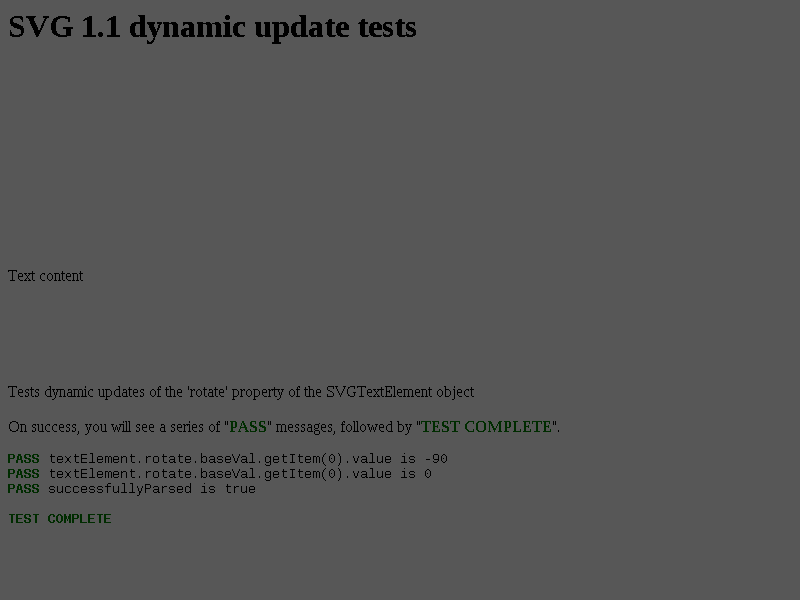 SVG 1.1 dynamic update tests
Text content
Tests dynamic updates of the 'rotate' property of the SVGTextElement object
On success, you will see a series of "PASS" messages, followed by "TEST COMPLETE".
PASS textElement.rotate.baseVal.getItem(0).value is -90
PASS textElement.rotate.baseVal.getItem(0).value is 0
PASS successfullyParsed is true
TEST COMPLETE